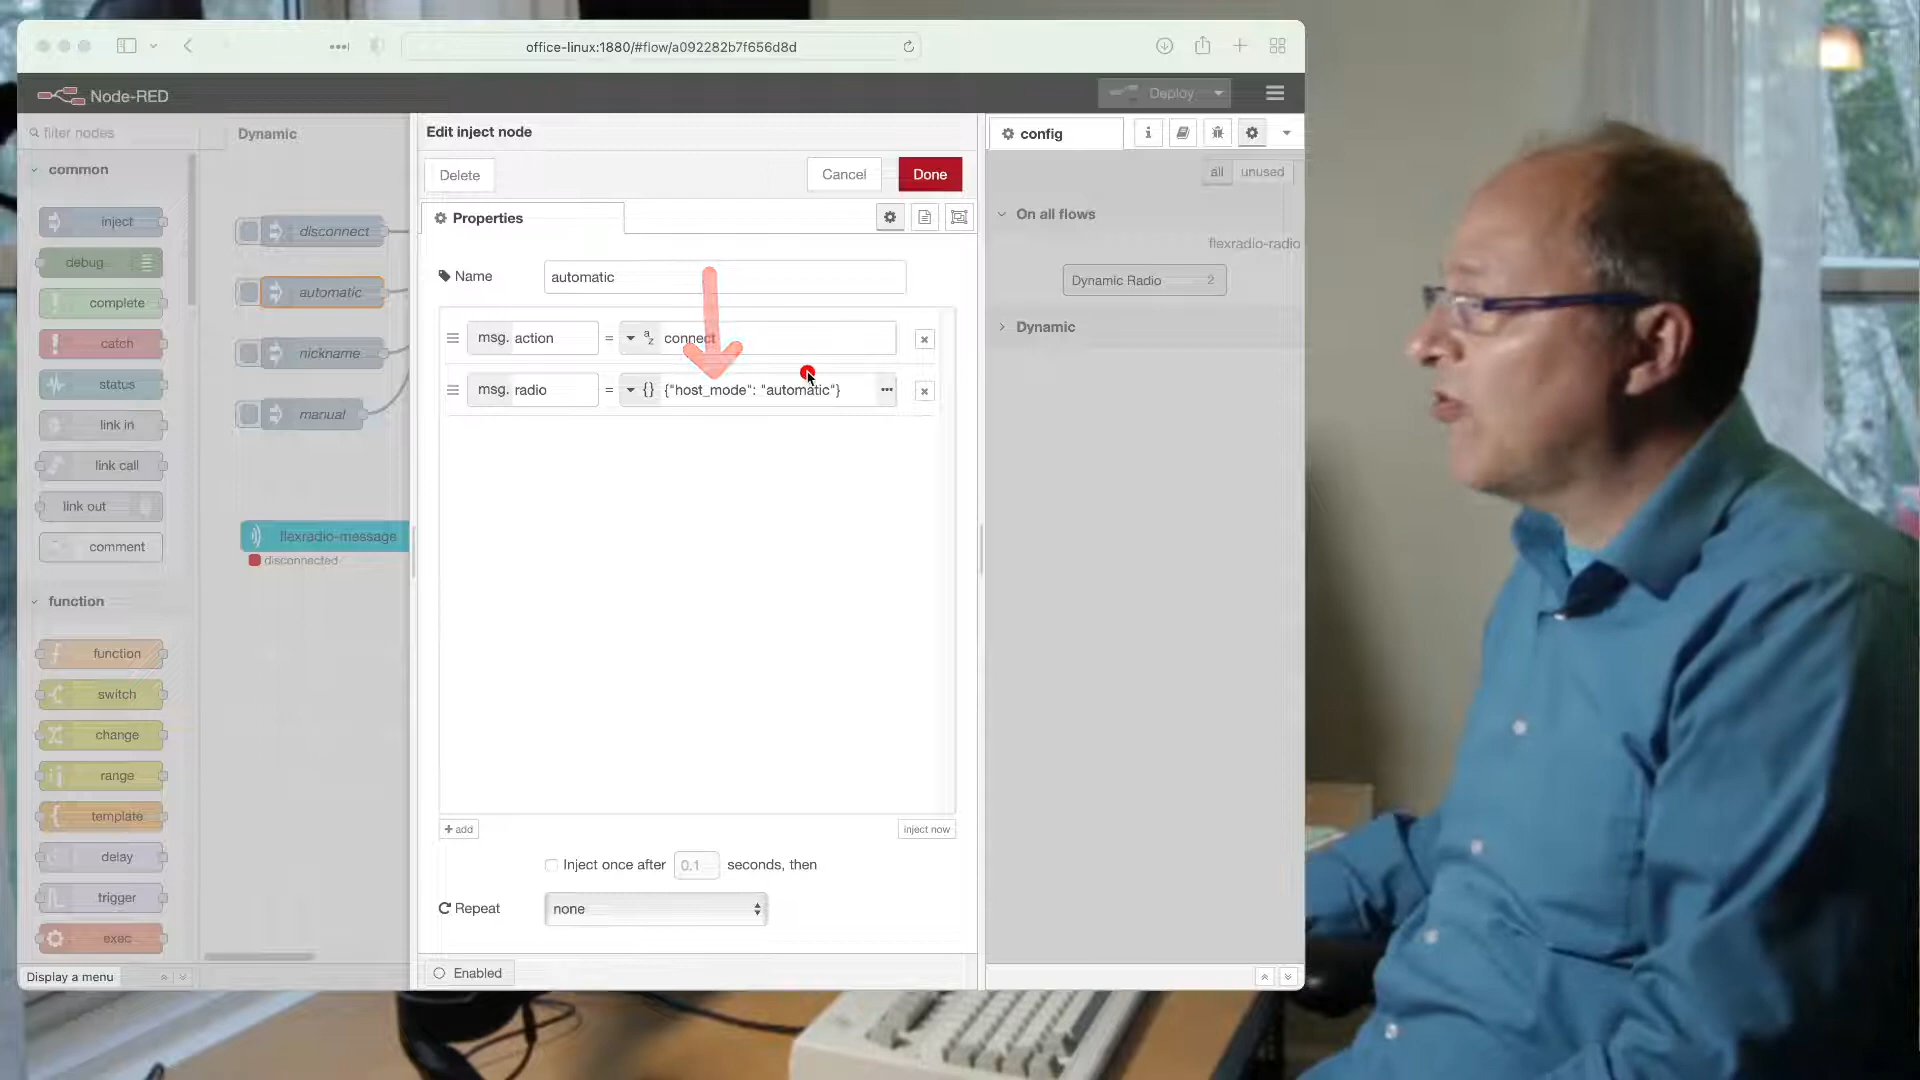 office-linux:1880/#flow/a092282b7f656d8d
Node-RED
Deploy
filter nodes
Dynamic
Edit inject node
config
common
Delete
Cancel
Done
all
unused
inject
debug
complete
catch
status
link in
link call
link out
comment
function
function
switch
change
range
template
delay
trigger
exec
Display a menu
disconnect
automatic
nickname
manual
flexradio-message
disconnected
Properties
Name
automatic
msg. action
=
az
connect
msg. radio
=
{}
{"host_mode": "automatic"}
...
add
inject now
Inject once after
0.1
seconds, then
Repeat
none
Enabled
On all flows
flexradio-radio
Dynamic Radio
2
Dynamic